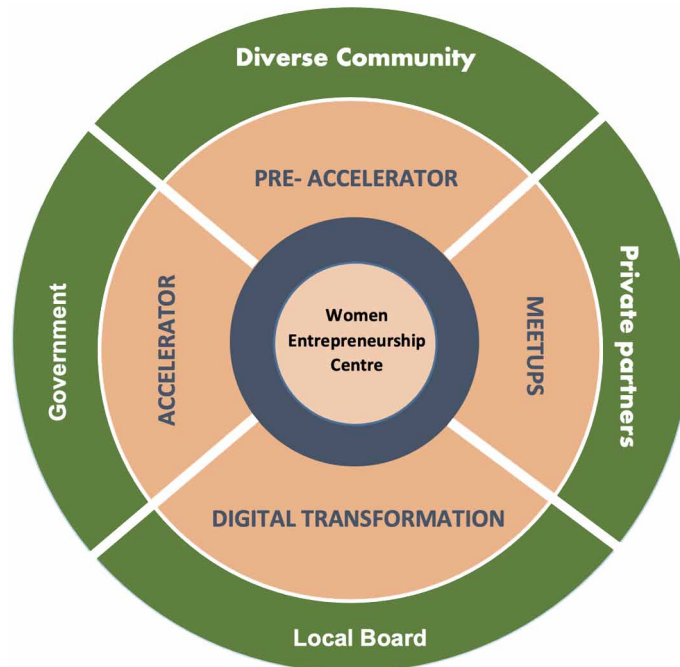 Diverse Community
PRE- ACCELERATOR
Government
ACCELERATOR
Women
Entrepreneurship
Centre
MEETUPS
Private partners
DIGITAL TRANSFORMATION
Local Board